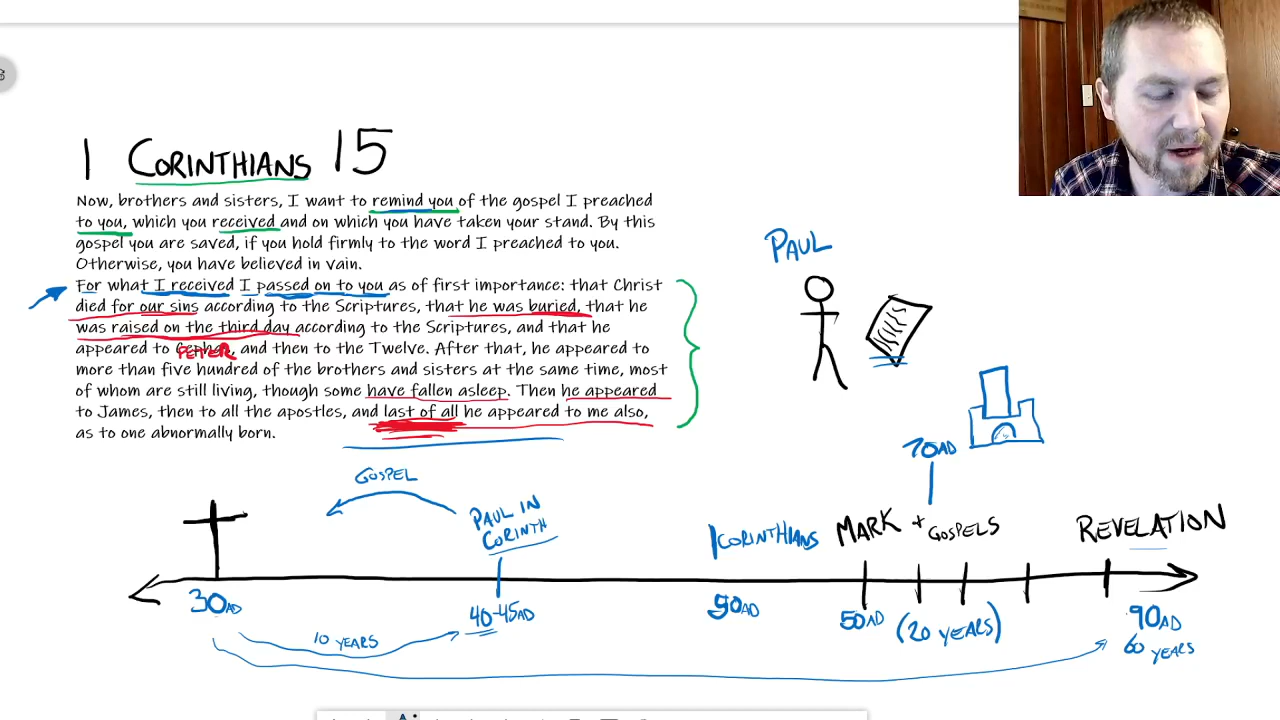 1 CORINTHIANS 15
Now, brothers and sisters, I want to remind you of the gospel I preached
to you, which you received and on which you have taken your stand. By this
gospel you are saved, if you hold firmly to the word I preached to you.
Otherwise, you have believed in vain.
For what I received I passed on to you as of first importance: that Christ
died for our sins according to the Scriptures, that he was buried, that he
was raised on the third day according to the Scriptures, and that he
appeared to Cephas, and then to the Twelve. After that, he appeared to
PETER
more than five hundred of the brothers and sisters at the same time, most
of whom are still living, though some have fallen asleep. Then he appeared
to James, then to all the apostles, and last of all he appeared to me also,
as to one abnormally born.
PAUL
70AD
GOSPEL
PAUL IN
CORINTH
1CORINTHIANS
MARK + GOSPELS
REVELATION
30AD
40-45AD
50AD
50AD
(20 YEARS)
90AD
10 YEARS
60 YEARS